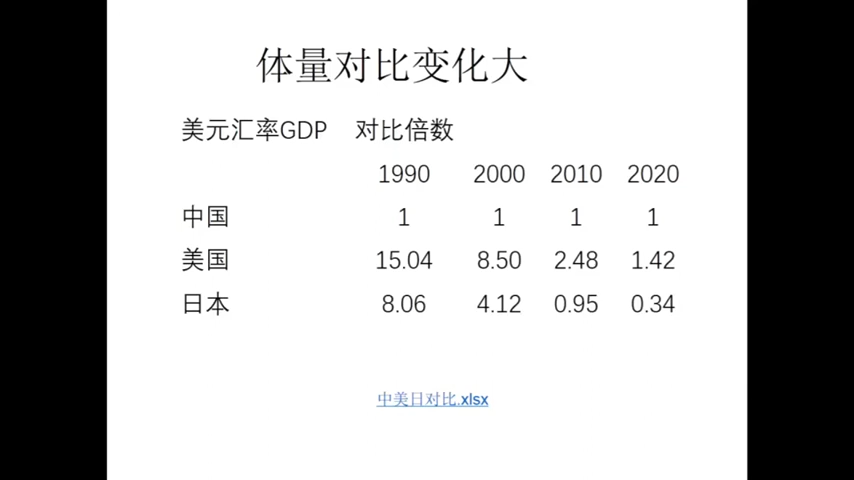 体量对比变化大
美元汇率GDP 对比倍数
1990 2000 2010 2020
中国 1 1 1 1
美国 15.04 8.50 2.48 1.42
日本 8.06 4.12 0.95 0.34
中美日对比.xlsx